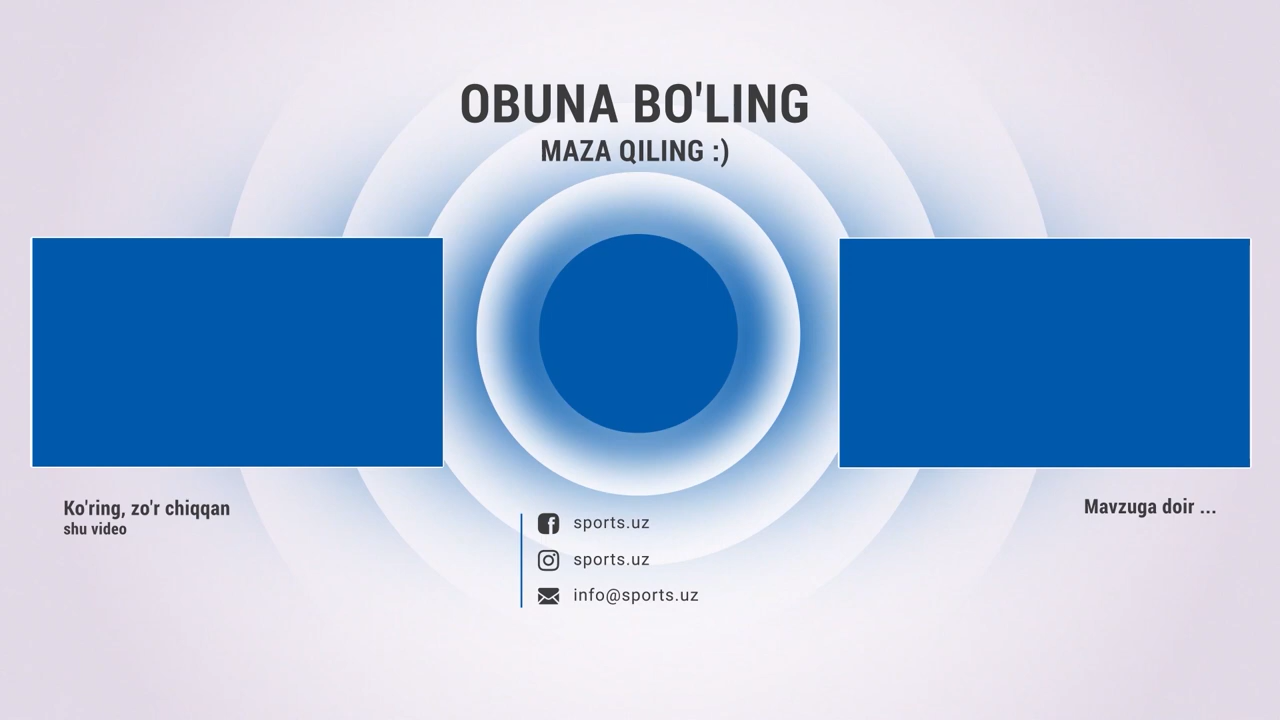 OBUNA BO'LING
MAZA QILING :)
Ko'ring, zo'r chiqqan
shu video
Mavzuga doir ...
sports.uz
sports.uz
info@sports.uz